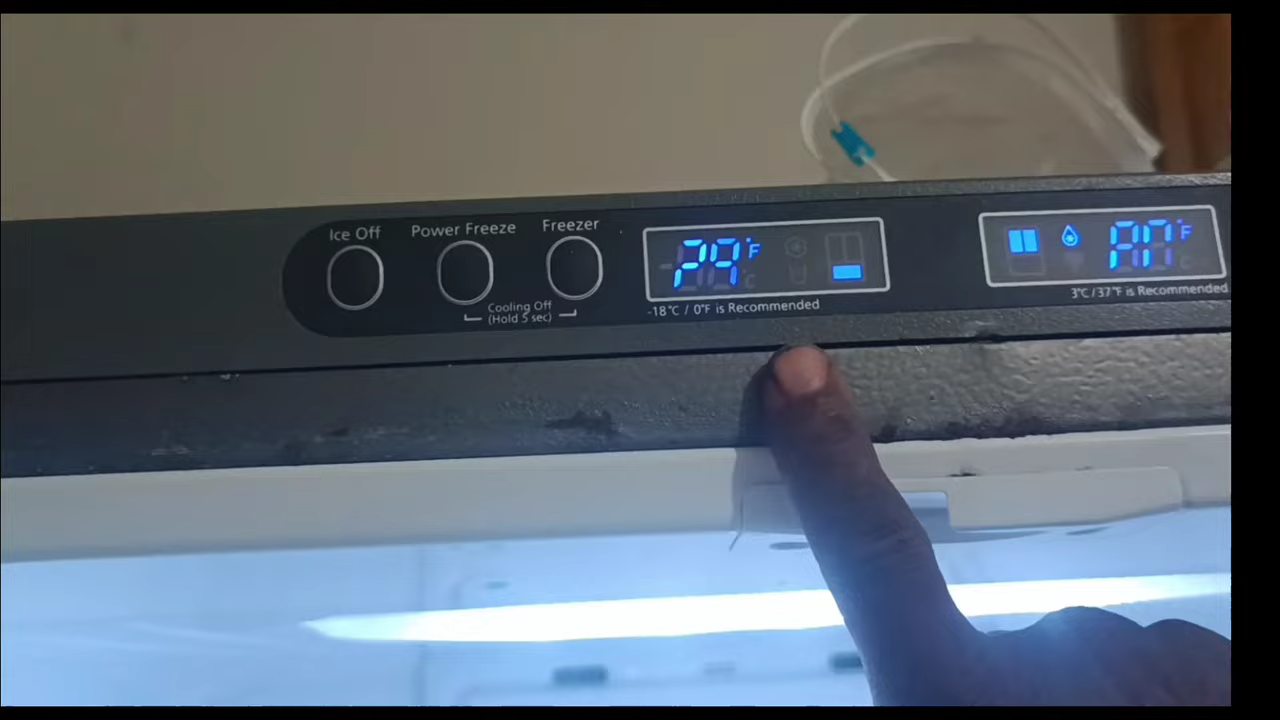 Ice Off
Power Freeze
Freezer
Cooling Off
(Hold 5 sec)
°F
-18°C / 0°F is Recommended
°F
3°C/37°F is Recommended